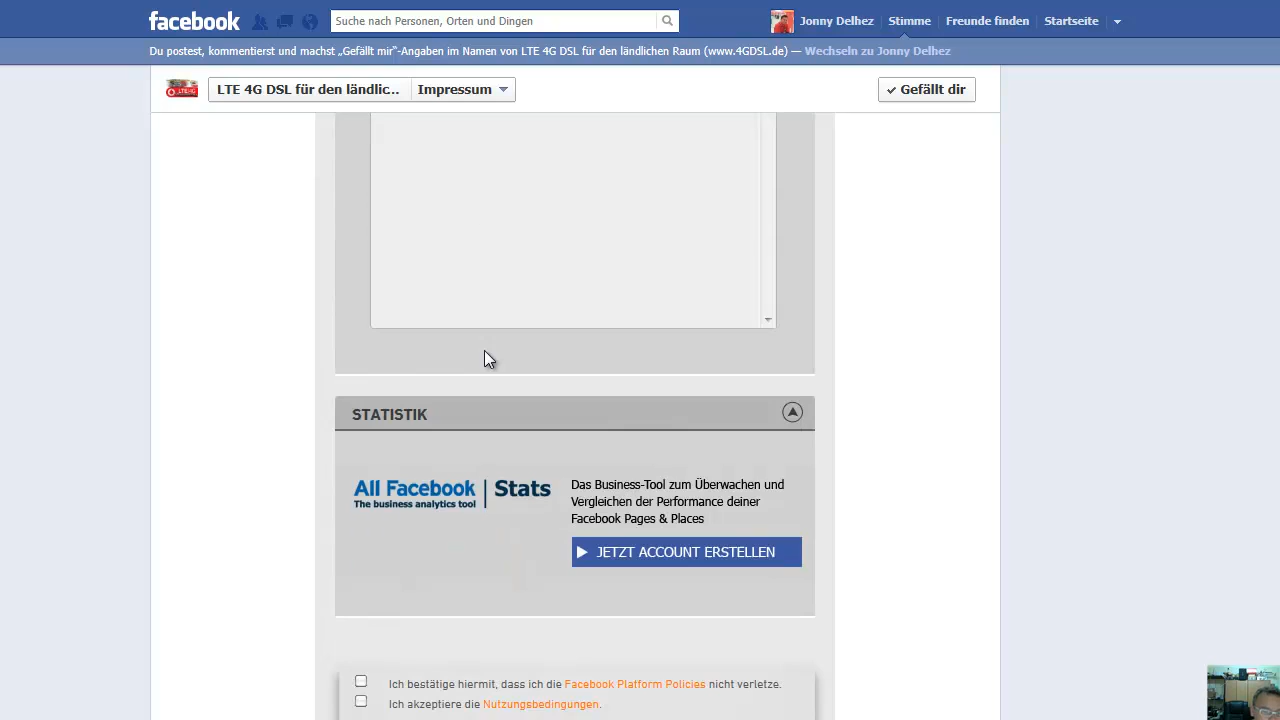 facebook
Suche nach Personen, Orten und Dingen
Jonny Delhez Stimme Freunde finden Startseite
Du postest, kommentierst und machst „Gefällt mir“-Angaben im Namen von LTE 4G DSL für den ländlichen Raum (www.4GDSL.de) — Wechseln zu Jonny Delhez
LTE 4G DSL für den ländlic... Impressum
✓ Gefällt dir
STATISTIK
All Facebook | Stats
The business analytics tool
Das Business-Tool zum Überwachen und
Vergleichen der Performance deiner
Facebook Pages & Places
JETZT ACCOUNT ERSTELLEN
Ich bestätige hiermit, dass ich die Facebook Platform Policies nicht verletze.
Ich akzeptiere die Nutzungsbedingungen.